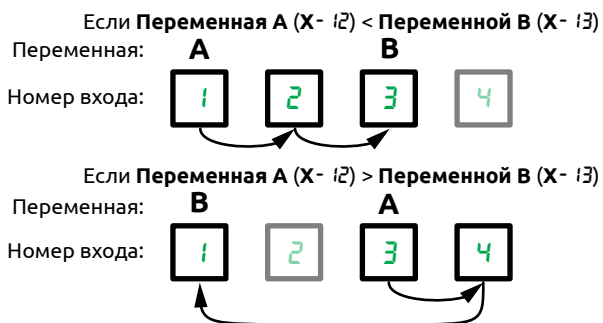 Если Переменная A (X- 12) < Переменной B (X- 13)
Переменная: A B
Номер входа: 1 2 3 4
Если Переменная A (X- 12) > Переменной B (X- 13)
Переменная: B A
Номер входа: 1 2 3 4